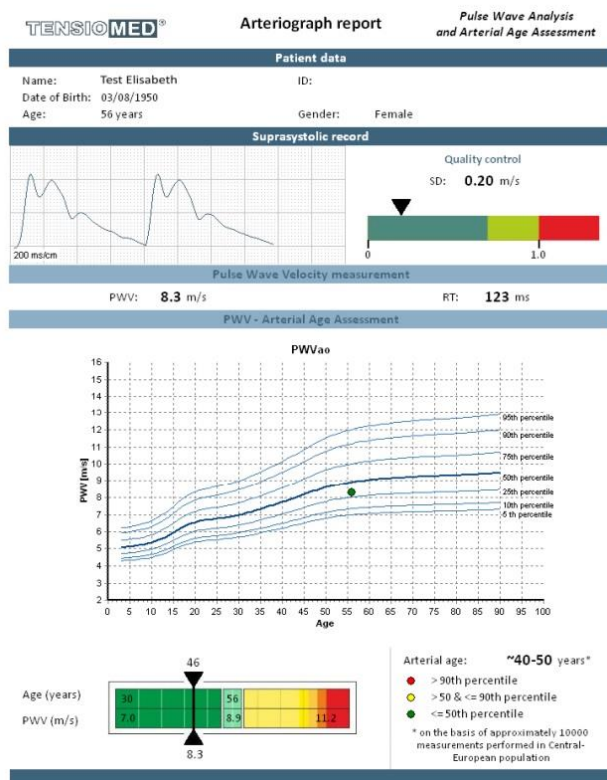 TENSIOMED®
Arteriograph report
Pulse Wave Analysis
and Arterial Age Assessment
Patient data
Name: Test Elisabeth ID:
Date of Birth: 03/08/1950
Age: 56 years Gender: Female
Suprasystolic record
200 ms/cm
Quality control
SD: 0.20 m/s
0 1.0
Pulse Wave Velocity measurement
PWV: 8.3 m/s RT: 123 ms
PWV - Arterial Age Assessment
PWVao
PWV [m/s]
16
15
14
13
12
11
10
9
8
7
6
5
4
3
2
95th percentile
90th percentile
75th percentile
50th percentile
25th percentile
10th percentile
5 th percentile
0 5 10 15 20 25 30 35 40 45 50 55 60 65 70 75 80 85 90 95 100
Age
46
Age (years) 30 56
PWV (m/s) 7.0 8.9 11.2
8.3
Arterial age: ~40-50 years*
> 90th percentile
>50 & <= 90th percentile
<= 50th percentile
* on the basis of approximately 10000
measurements performed in Central-
European population